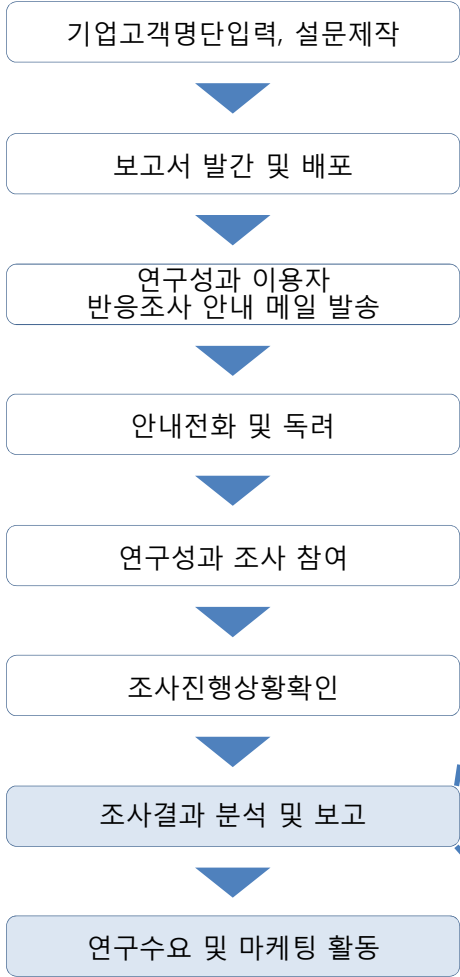 기업고객명단입력, 설문제작
보고서 발간 및 배포
연구성과 이용자
반응조사 안내 메일 발송
안내전화 및 독려
연구성과 조사 참여
조사진행상황확인
조사결과 분석 및 보고
연구수요 및 마케팅 활동